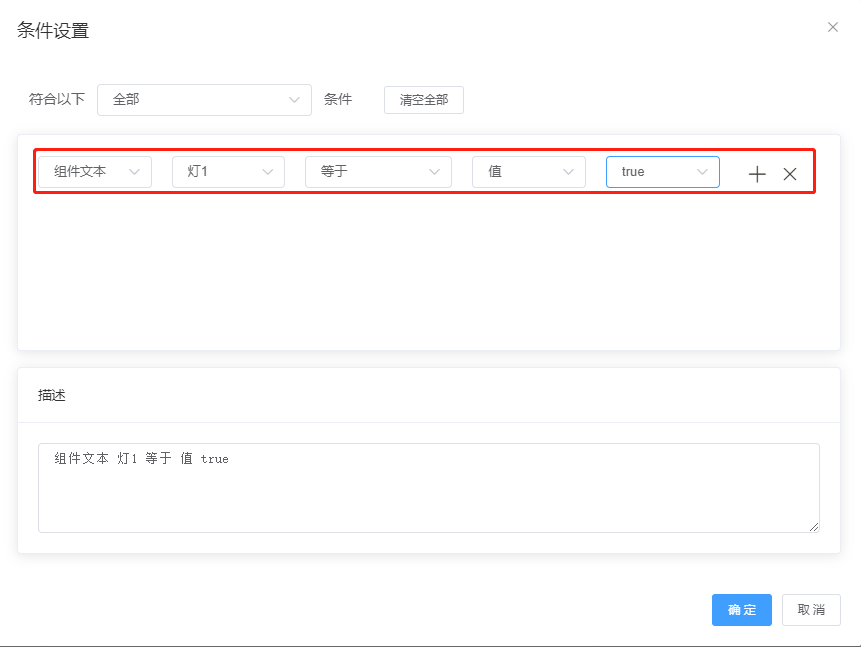 条件设置
符合以下 全部 条件 清空全部
组件文本 灯1 等于 值 true
描述
组件文本 灯1 等于 值 true
确定 取消